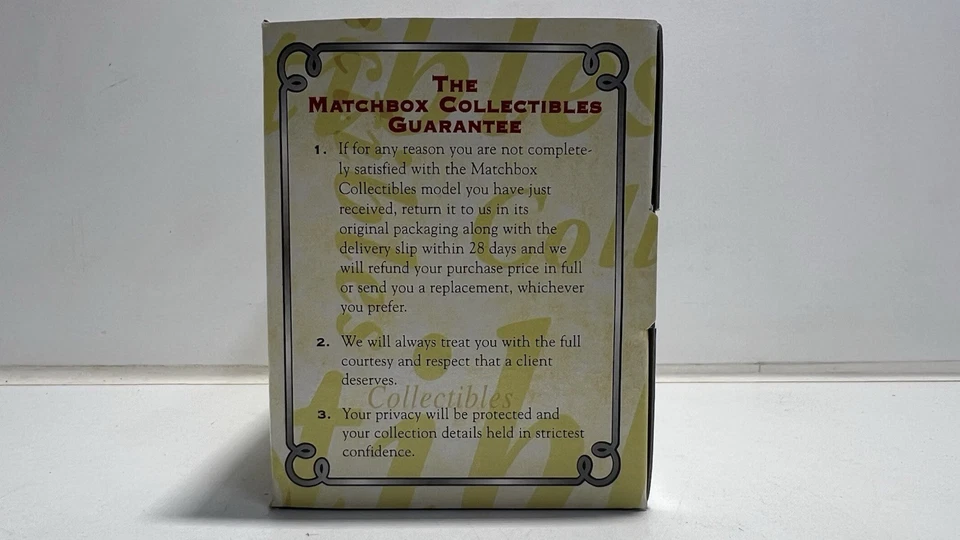 THE
MATCHBOX COLLECTIBLES
GUARANTEE
1. If for any reason you are not complete-
ly satisfied with the Matchbox
Collectibles model you have just
received, return it to us in its
original packaging along with the
delivery slip within 28 days and we
will refund your purchase price in full
or send you a replacement, whichever
you prefer.
2. We will always treat you with the full
courtesy and respect that a client
deserves.
Collectibles
3. Your privacy will be protected and
your collection details held in strictest
confidence.